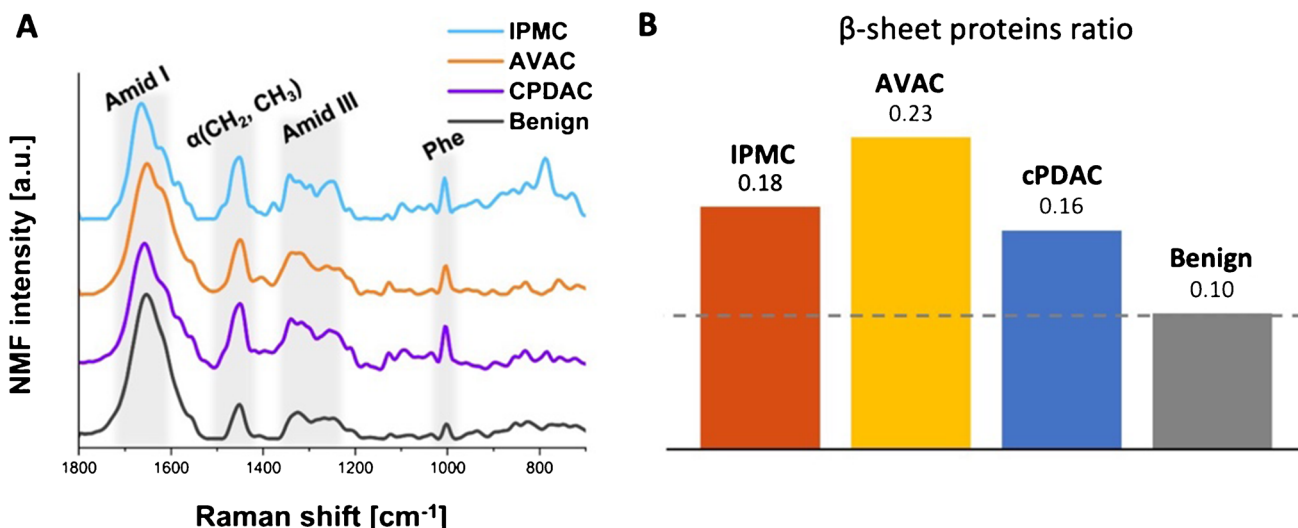 A
IPMC
AVAC
CPDAC
Benign
Amid I
α(CH₂, CH₃)
Amid III
Phe
NMF intensity [a.u.]
1800 1600 1400 1200 1000 800
Raman shift [cm⁻¹]
B
β-sheet proteins ratio
IPMC
0.18
AVAC
0.23
cPDAC
0.16
Benign
0.10